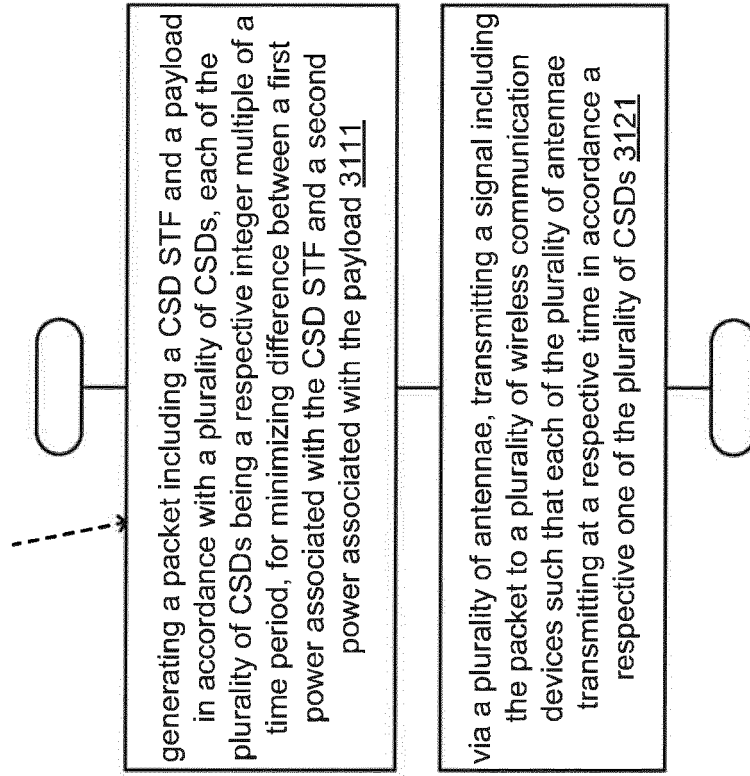 generating a packet including a CSD STF and a payload
in accordance with a plurality of CSDs, each of the
plurality of CSDs being a respective integer multiple of a
time period, for minimizing difference between a first
power associated with the CSD STF and a second
power associated with the payload 3111
via a plurality of antennae, transmitting a signal including
the packet to a plurality of wireless communication
devices such that each of the plurality of antennae
transmitting at a respective time in accordance a
respective one of the plurality of CSDs 3121